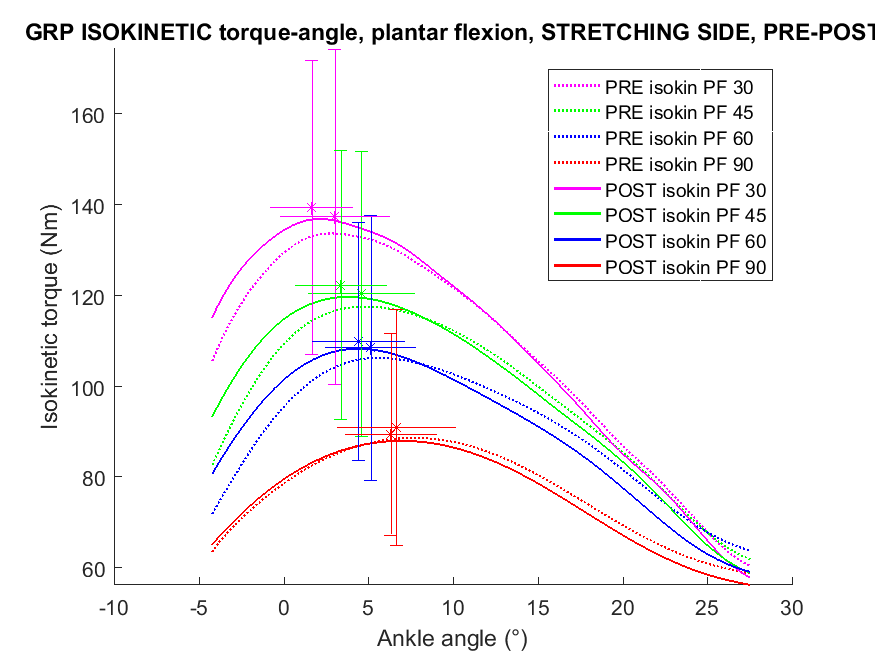 GRP ISOKINETIC torque-angle, plantar flexion, STRETCHING SIDE, PRE-POST
PRE isokin PF 30
PRE isokin PF 45
PRE isokin PF 60
PRE isokin PF 90
POST isokin PF 30
POST isokin PF 45
POST isokin PF 60
POST isokin PF 90
Isokinetic torque (Nm)
160
140
120
100
80
60
-10 -5 0 5 10 15 20 25 30
Ankle angle (°)